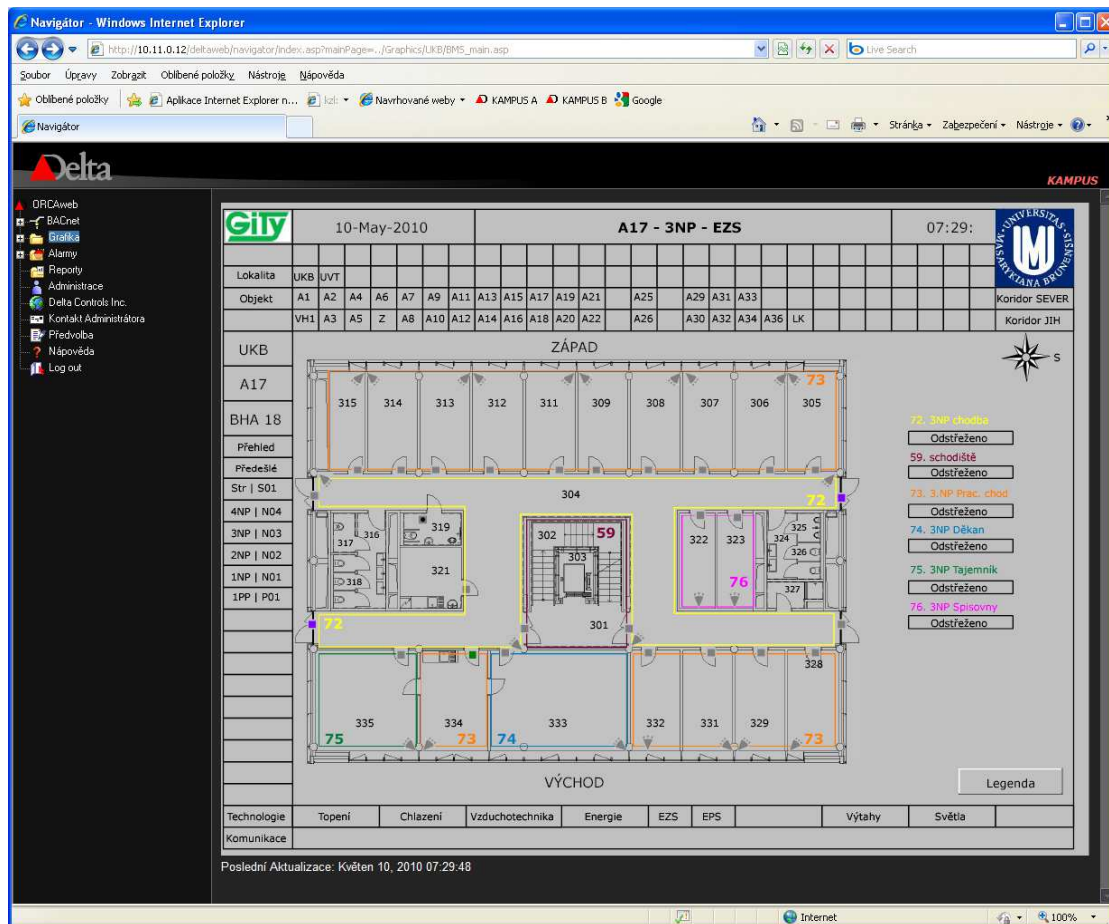 Navigátor - Windows Internet Explorer
http://10.11.0.12/deltaweb/navigator/index.asp?mainPage=../Graphics/UKB/BMS_main.asp
Live Search
Soubor Úpravy Zobrazit Oblíbené položky Nástroje Nápověda
Oblíbené položky Aplikace Internet Explorer n... Navrhované weby KAMPUS A KAMPUS B Google
Navigátor
Stránka Zabezpečení Nástroje
Delta
KAMPUS
ORCAweb
BACnet
Grafika
Alarmy
Reporty
Administrace
Delta Controls Inc.
Kontakt Administrátora
Předvolba
Nápověda
Log out
GiTy 10-May-2010 A17 - 3NP - EZS 07:29:
Lokalita UKB UVT
Objekt A1 A2 A4 A6 A7 A9 A11 A13 A15 A17 A19 A21 A25 A29 A31 A33 Koridor SEVER
VH1 A3 A5 Z A8 A10 A12 A14 A16 A18 A20 A22 A26 A30 A32 A34 A36 LK Koridor JIH
UKB
A17
BHA 18
Přehled
Předešlé
Str | S01
4NP | N04
3NP | N03
2NP | N02
1NP | N01
1PP | P01
ZÁPAD
S
73
315 314 313 312 311 309 308 307 306 305
304
72
319
316
317
302
59
303
322 323
325
324
326
321
318
76
327
301
72
328
335 334 333 332 331 329
75 73 74 73
VÝCHOD
72. 3NP chodba
Odstřeženo
59. schodiště
Odstřeženo
73. 3.NP Prac. chod
Odstřeženo
74. 3NP Děkan
Odstřeženo
75. 3NP Tajemník
Odstřeženo
76. 3NP Spisovny
Odstřeženo
Legenda
Technologie Topení Chlazení Vzduchotechnika Energie EZS EPS Výtahy Světla
Komunikace
Poslední Aktualizace: Květen 10, 2010 07:29:48
Internet
100%